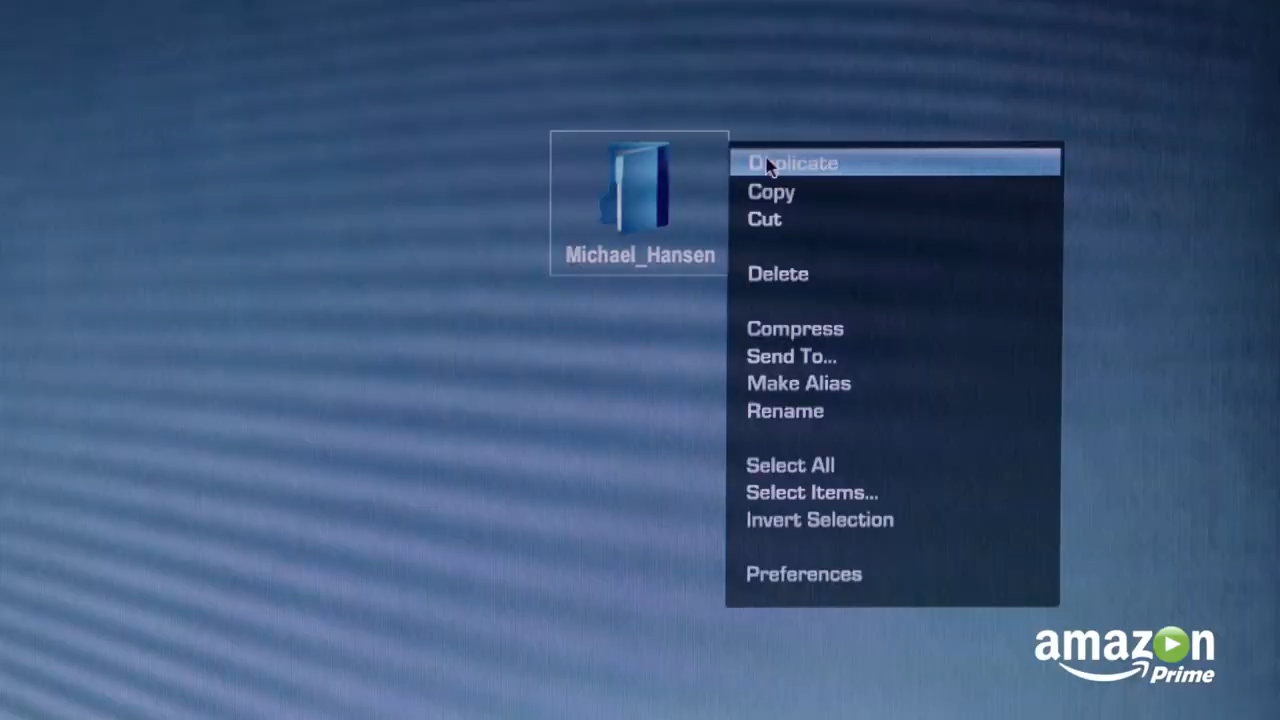 Michael_Hansen
Duplicate
Copy
Cut
Delete
Compress
Send To...
Make Alias
Rename
Select All
Select Items...
Invert Selection
Preferences
amazon
Prime